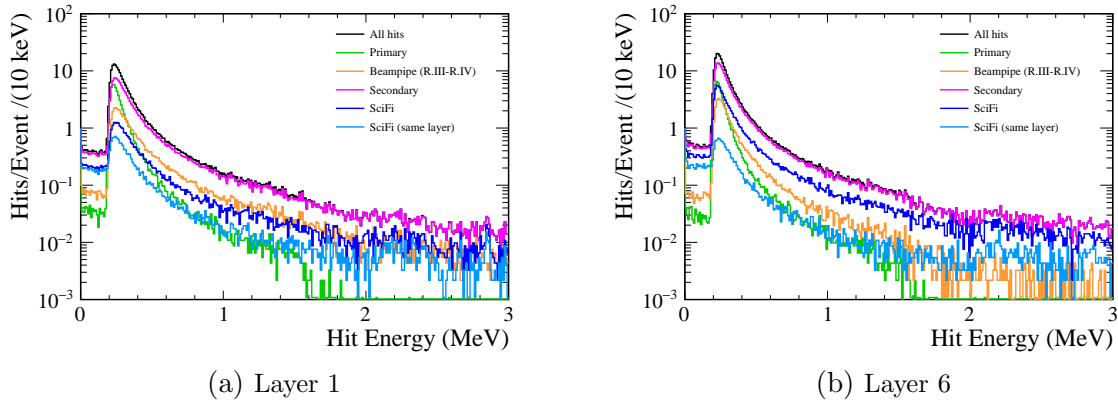 Hits/Event /(10 keV)
10²
10
1
10⁻¹
10⁻²
10⁻³
All hits
Primary
Beampipe (R.III-R.IV)
Secondary
SciFi
SciFi (same layer)
0
1
2
3
Hit Energy (MeV)
(a) Layer 1
Hits/Event /(10 keV)
10²
10
1
10⁻¹
10⁻²
10⁻³
All hits
Primary
Beampipe (R.III-R.IV)
Secondary
SciFi
SciFi (same layer)
0
1
2
3
Hit Energy (MeV)
(b) Layer 6